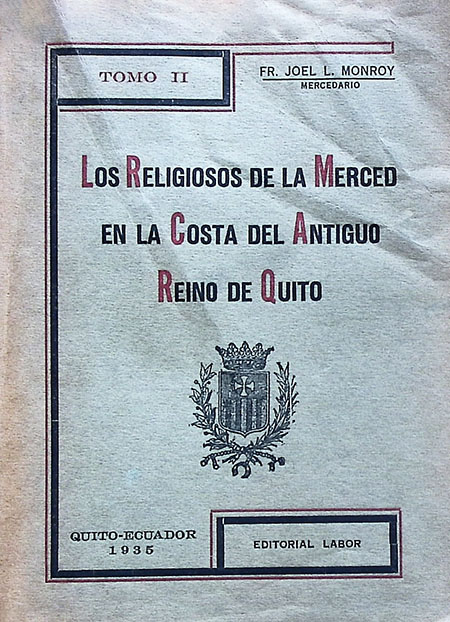 TOMO II
FR. JOEL L. MONROY
MERCEDARIO
LOS RELIGIOSOS DE LA MERCED
EN LA COSTA DEL ANTIGUO
REINO DE QUITO
QUITO-ECUADOR
1935
EDITORIAL LABOR